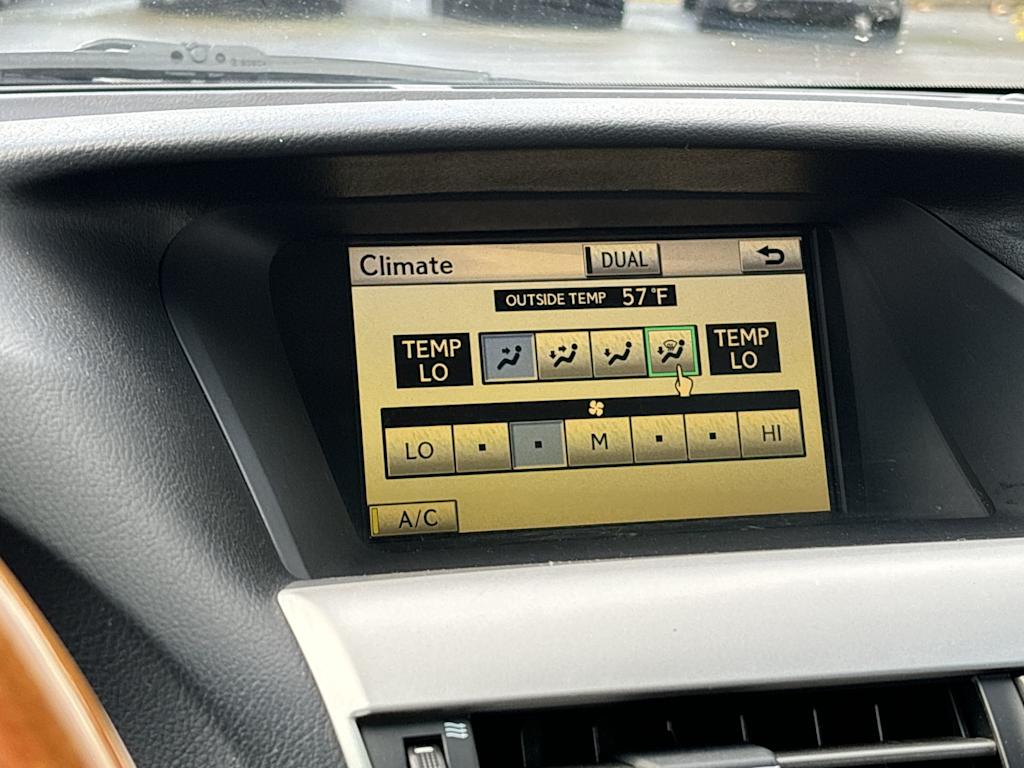 Climate
DUAL
OUTSIDE TEMP 57°F
TEMP
LO
TEMP
LO
LO
M
HI
A/C